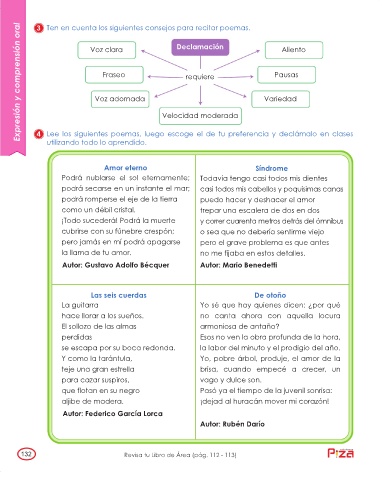 Expresión y comprensión oral
3 Ten en cuenta los siguientes consejos para recitar poemas.
Voz clara
Declamación
Aliento
Fraseo
requiere
Pausas
Voz adornada
Variedad
Velocidad moderada
4 Lee los siguientes poemas, luego escoge el de tu preferencia y declámalo en clases
utilizando todo lo aprendido.
Amor eterno
Podrá nublarse el sol eternamente;
podrá secarse en un instante el mar;
podrá romperse el eje de la tierra
como un débil cristal.
¡Todo sucederá! Podrá la muerte
cubrirse con su fúnebre crespón;
pero jamás en mí podrá apagarse
la llama de tu amor.
Autor: Gustavo Adolfo Bécquer
Síndrome
Todavía tengo casi todos mis dientes
casi todos mis cabellos y poquísimas canas
puedo hacer y deshacer el amor
trepar una escalera de dos en dos
y correr cuarenta metros detrás del ómnibus
o sea que no debería sentirme viejo
pero el grave problema es que antes
no me fijaba en estos detalles.
Autor: Mario Benedetti
Las seis cuerdas
La guitarra
hace llorar a los sueños.
El sollozo de las almas
perdidas
se escapa por su boca redonda.
Y como la tarántula,
teje una gran estrella
para cazar suspiros,
que flotan en su negro
aljibe de madera.
Autor: Federico García Lorca
De otoño
Yo sé que hay quienes dicen: ¿por qué
no canta ahora con aquella locura
armoniosa de antaño?
Esos no ven la obra profunda de la hora,
la labor del minuto y el prodigio del año.
Yo, pobre árbol, produje, el amor de la
brisa, cuando empecé a crecer, un
vago y dulce son.
Pasó ya el tiempo de la juvenil sonrisa:
¡dejad al huracán mover mi corazón!
Autor: Rubén Darío
132
Revisa tu Libro de Área (pág. 112 - 113)
Piza